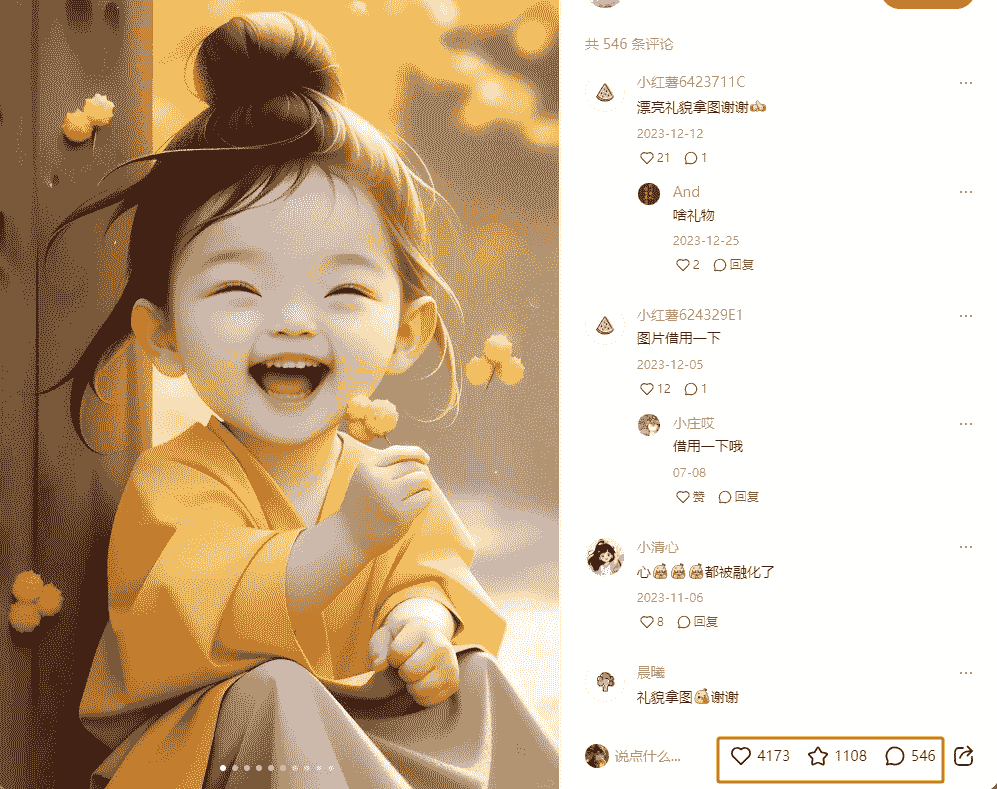 共 546 条评论
小红薯6423711C
漂亮礼貌拿图谢谢
2023-12-12
21 1
And
啥礼物
2023-12-25
2 回复
小红薯624329E1
图片借用一下
2023-12-05
12 1
小庄哎
借用一下哦
07-08
赞 回复
小清心
心都被融化了
2023-11-06
8 回复
晨曦
礼貌拿图谢谢
说点什么... 4173 1108 546